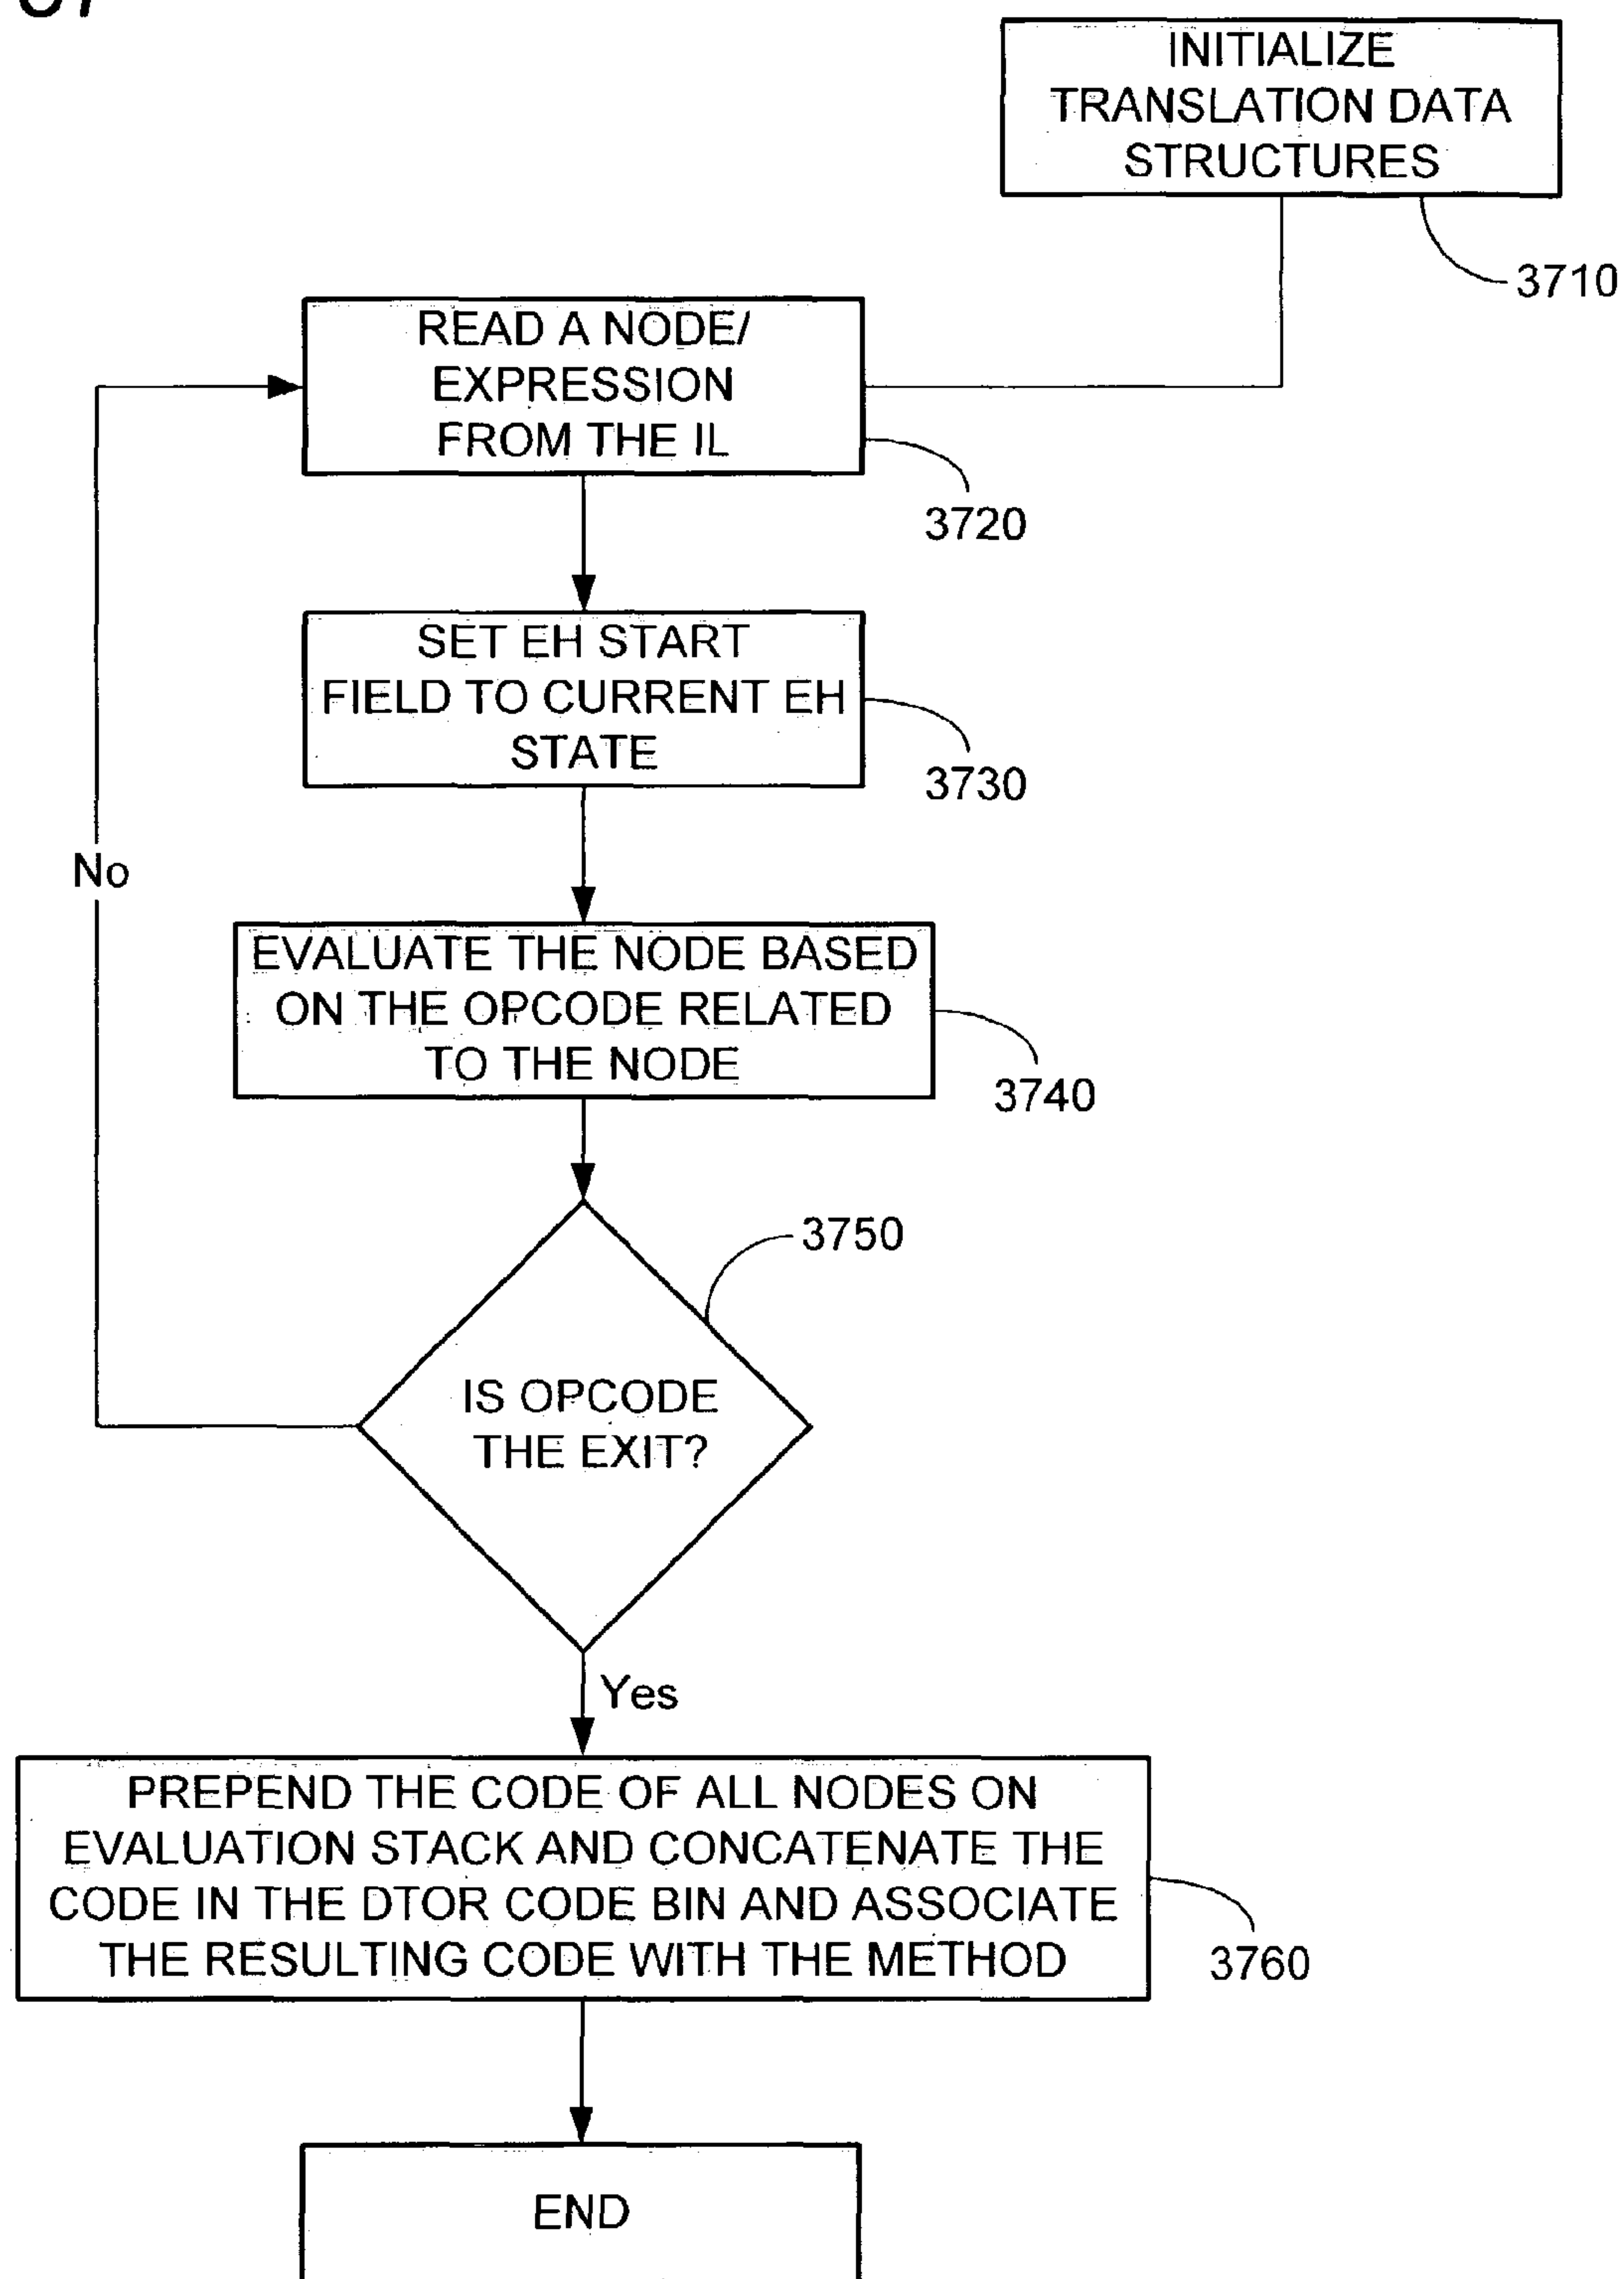 INITIALIZE
TRANSLATION DATA
STRUCTURES
3710
READ A NODE/
EXPRESSION
FROM THE IL
3720
SET EH START
FIELD TO CURRENT EH
STATE
3730
No
EVALUATE THE NODE BASED
ON THE OPCODE RELATED
TO THE NODE
3740
3750
IS OPCODE
THE EXIT?
Yes
PREPEND THE CODE OF ALL NODES ON
EVALUATION STACK AND CONCATENATE THE
CODE IN THE DTOR CODE BIN AND ASSOCIATE
THE RESULTING CODE WITH THE METHOD
3760
END